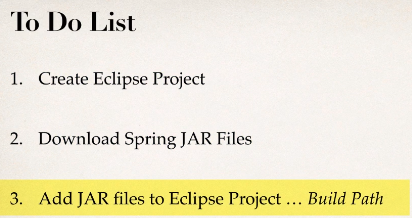 To Do List
1. Create Eclipse Project
2. Download Spring JAR Files
3. Add JAR files to Eclipse Project … Build Path